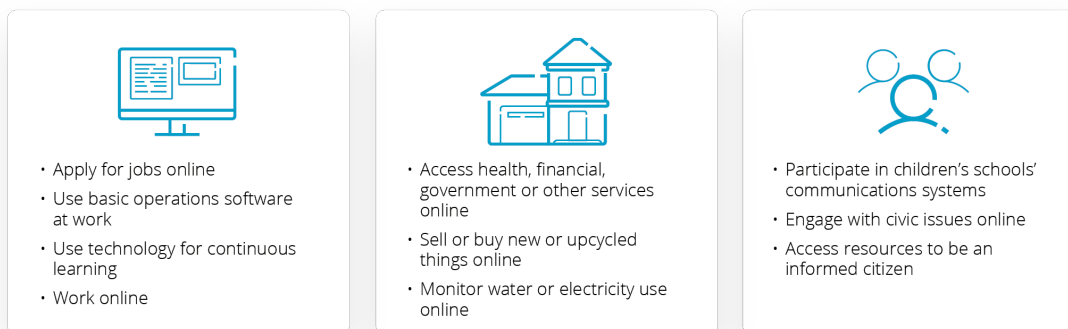 • Apply for jobs online
• Use basic operations software
at work
• Use technology for continuous
learning
• Work online
• Access health, financial,
government or other services
online
• Sell or buy new or upcycled
things online
• Monitor water or electricity use
online
• Participate in children’s schools’
communications systems
• Engage with civic issues online
• Access resources to be an
informed citizen